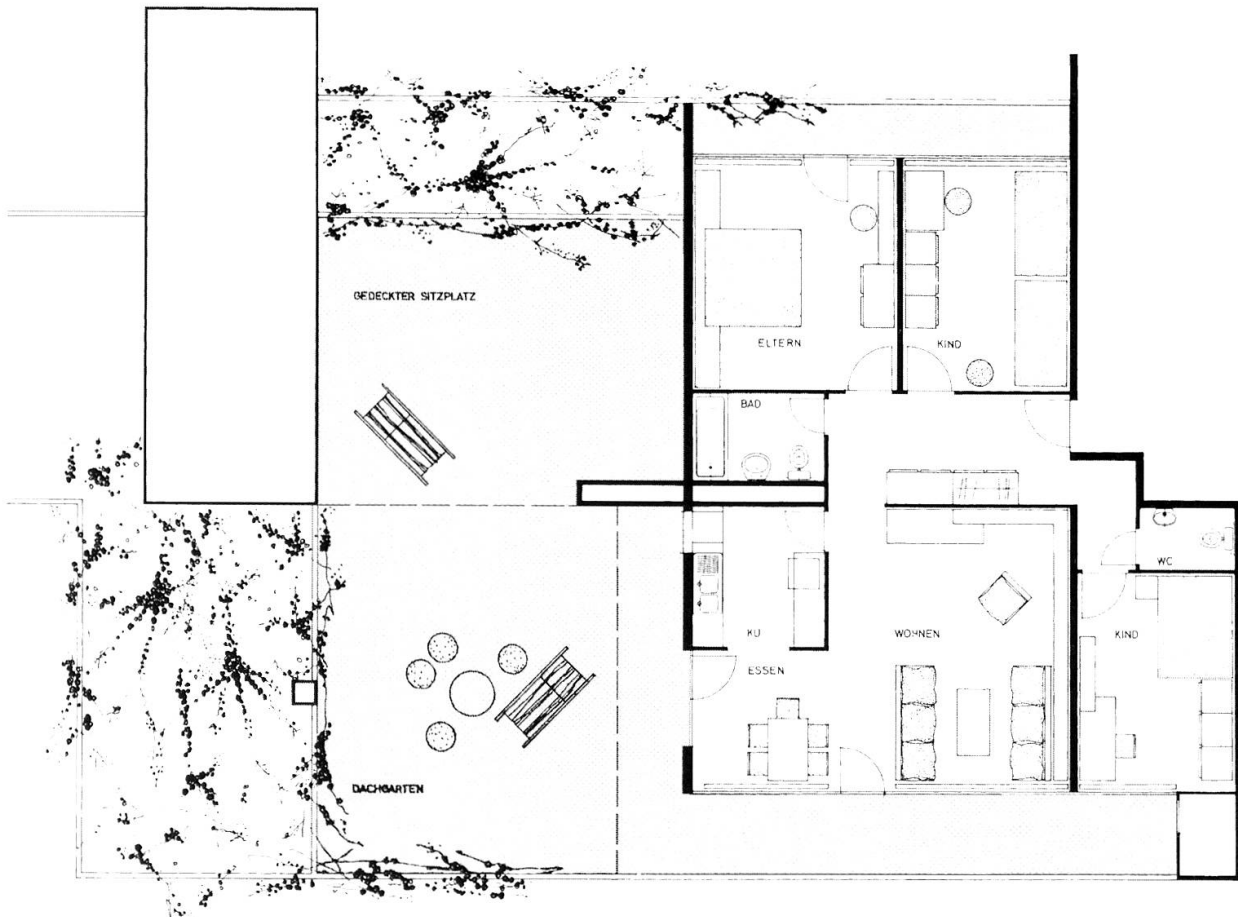 GEDECKTER SITZPLATZ
ELTERN
KIND
BAD
WC
KÜ
WOHNEN
KIND
ESSEN
DACHGARTEN